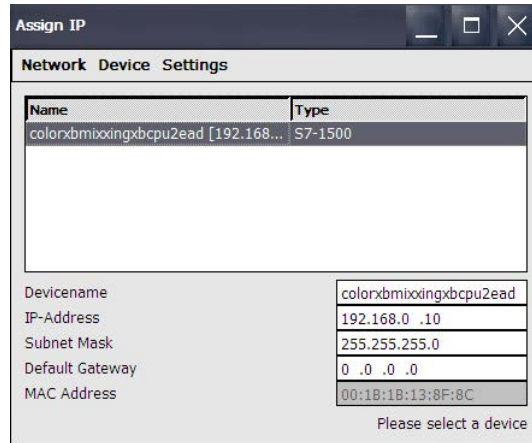 Assign IP
Network Device Settings
Name Type
colorxbmixxingxbcpu2ead [192.168... S7-1500
Devicename colorxbmixxingxbcpu2ead
IP-Address 192.168.0 .10
Subnet Mask 255.255.255.0
Default Gateway 0 .0 .0 .0
MAC Address 00:1B:1B:13:8F:8C
Please select a device